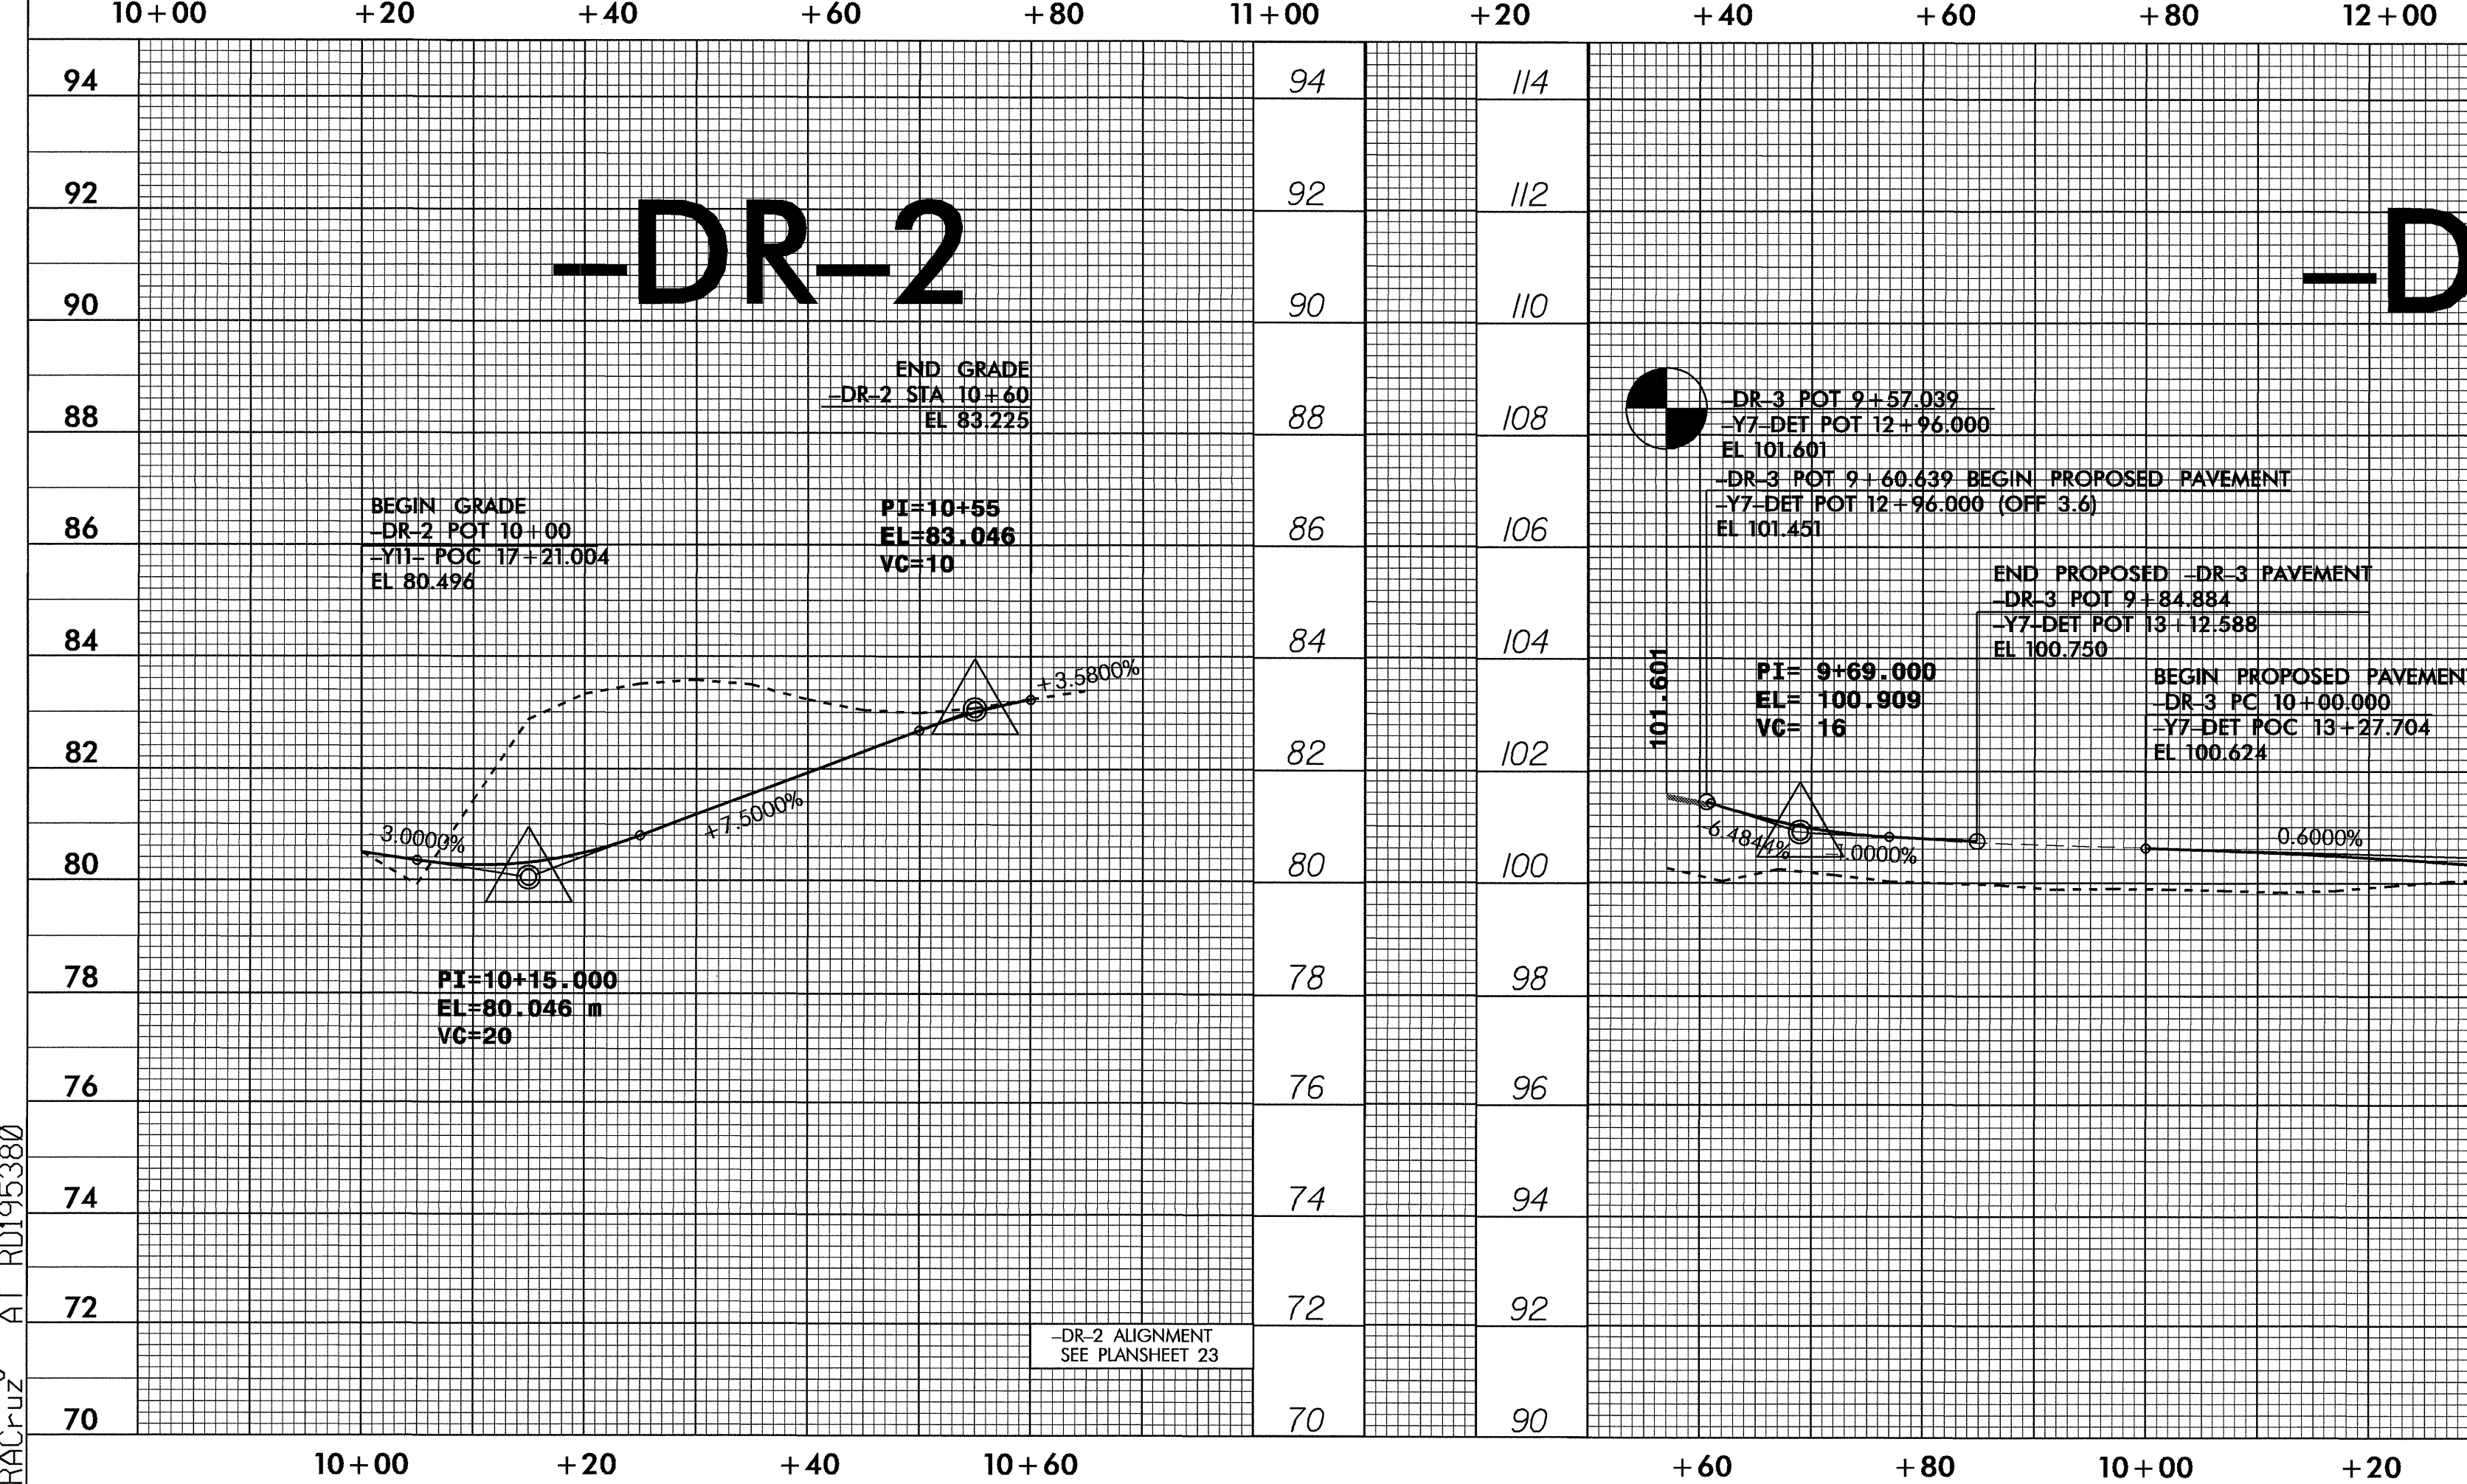 10+00 +20 +40 +60 +80 11+00 +20 +40 +60 +80 12+00
94 94 114
92 92 112
-DR-2
90 90 110
END GRADE
-DR-2 STA 10+60
EL 83.225
88 88 108
-DR-3 POT 9+57.039
-Y7-DET POT 12+96.000
EL 101.601
-DR-3 POT 9+60.639 BEGIN PROPOSED PAVEMENT
-Y7-DET POT 12+96.000 (OFF 3.6)
EL 101.451
BEGIN GRADE
-DR-2 POT 10+00
-Y11- POC 17+21.004
EL 80.496
PI=10+55
EL=83.046
VC=10
86 86 106
END PROPOSED -DR-3 PAVEMENT
-DR-3 POT 9+84.884
-Y7-DET POT 13+12.588
EL 100.750
84 84 104
+3.5800%
101.601
PI= 9+69.000
EL= 100.909
VC= 16
BEGIN PROPOSED PAVEMEN
-DR-3 PC 10+00.000
-Y7-DET POC 13+27.704
EL 100.624
82 82 102
3.0000%
+7.5000%
-6.4844%
-1.0000%
0.6000%
80 80 100
78 78 98
PI=10+15.000
EL=80.046 m
VC=20
76 76 96
74 74 94
72 72 92
-DR-2 ALIGNMENT
SEE PLANSHEET 23
70 70 90
10+00 +20 +40 10+60 +60 +80 10+00 +20
RACruz AT RD195380
-D